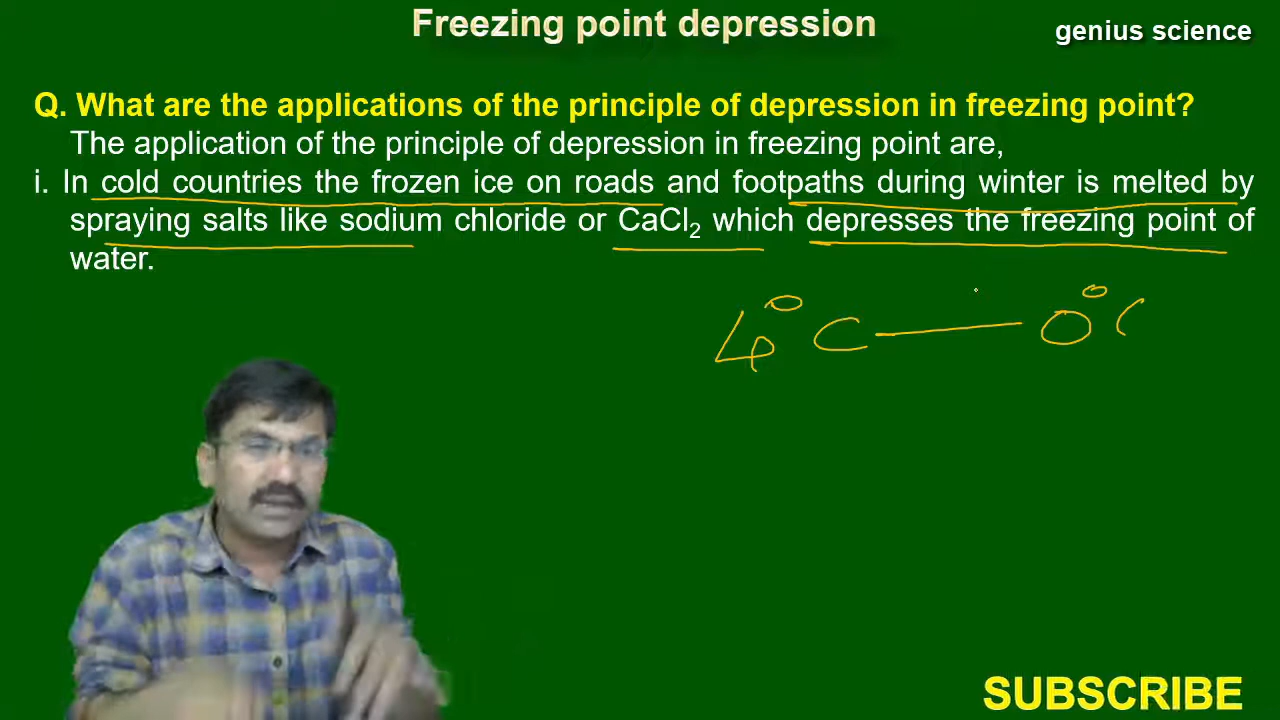 Freezing point depression
genius science
Q. What are the applications of the principle of depression in freezing point?
The application of the principle of depression in freezing point are,
i. In cold countries the frozen ice on roads and footpaths during winter is melted by
spraying salts like sodium chloride or CaCl₂ which depresses the freezing point of
water.
4°C — 0°C
SUBSCRIBE